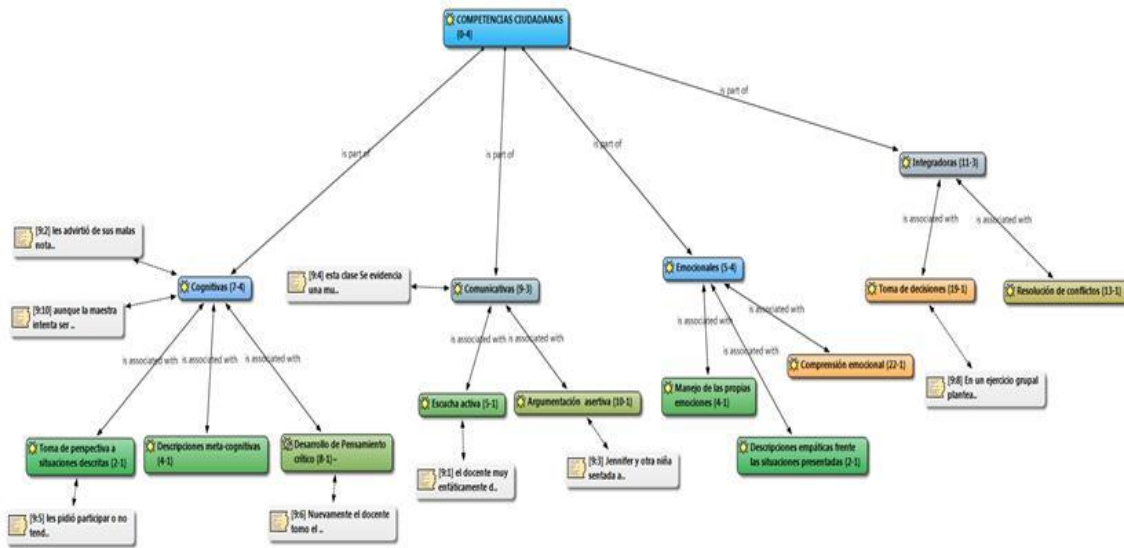 COMPETENCIAS CIUDADANAS
(0-4)
is part of
is part of
is part of
is part of
Integradoras (11-3)
is associated with
is associated with
[9:2] les advirtió de sus malas
nota..
Cognitivas (7-4)
[9:10] aunque la maestra
intenta ser ..
[9:4] esta clase Se evidencia
una mu..
Comunicativas (9-3)
Emocionales (5-4)
Toma de decisiones (19-1)
Resolución de conflictos (13-1)
is associated with
is associated with
is associated with
is associated with
is associated with
is associated with
is associated with
is associated with
Comprensión emocional (22-1)
[9:8] En un ejercicio grupal
plantea..
Escucha activa (5-1)
Argumentación asertiva (10-1)
Manejo de las propias
emociones (4-1)
Toma de perspectiva a
situaciones descritas (2-1)
Descripciones meta-cognitivas
(4-1)
Desarrollo de Pensamiento
crítico (8-1)~
Descripciones empáticas frente
las situaciones presentadas (2-1)
[9:1] el docente muy
enfáticamente d..
[9:3] Jennifer y otra niña
sentada a..
[9:5] les pidió participar o no
tend..
[9:6] Nuevamente el docente
tomo el ..